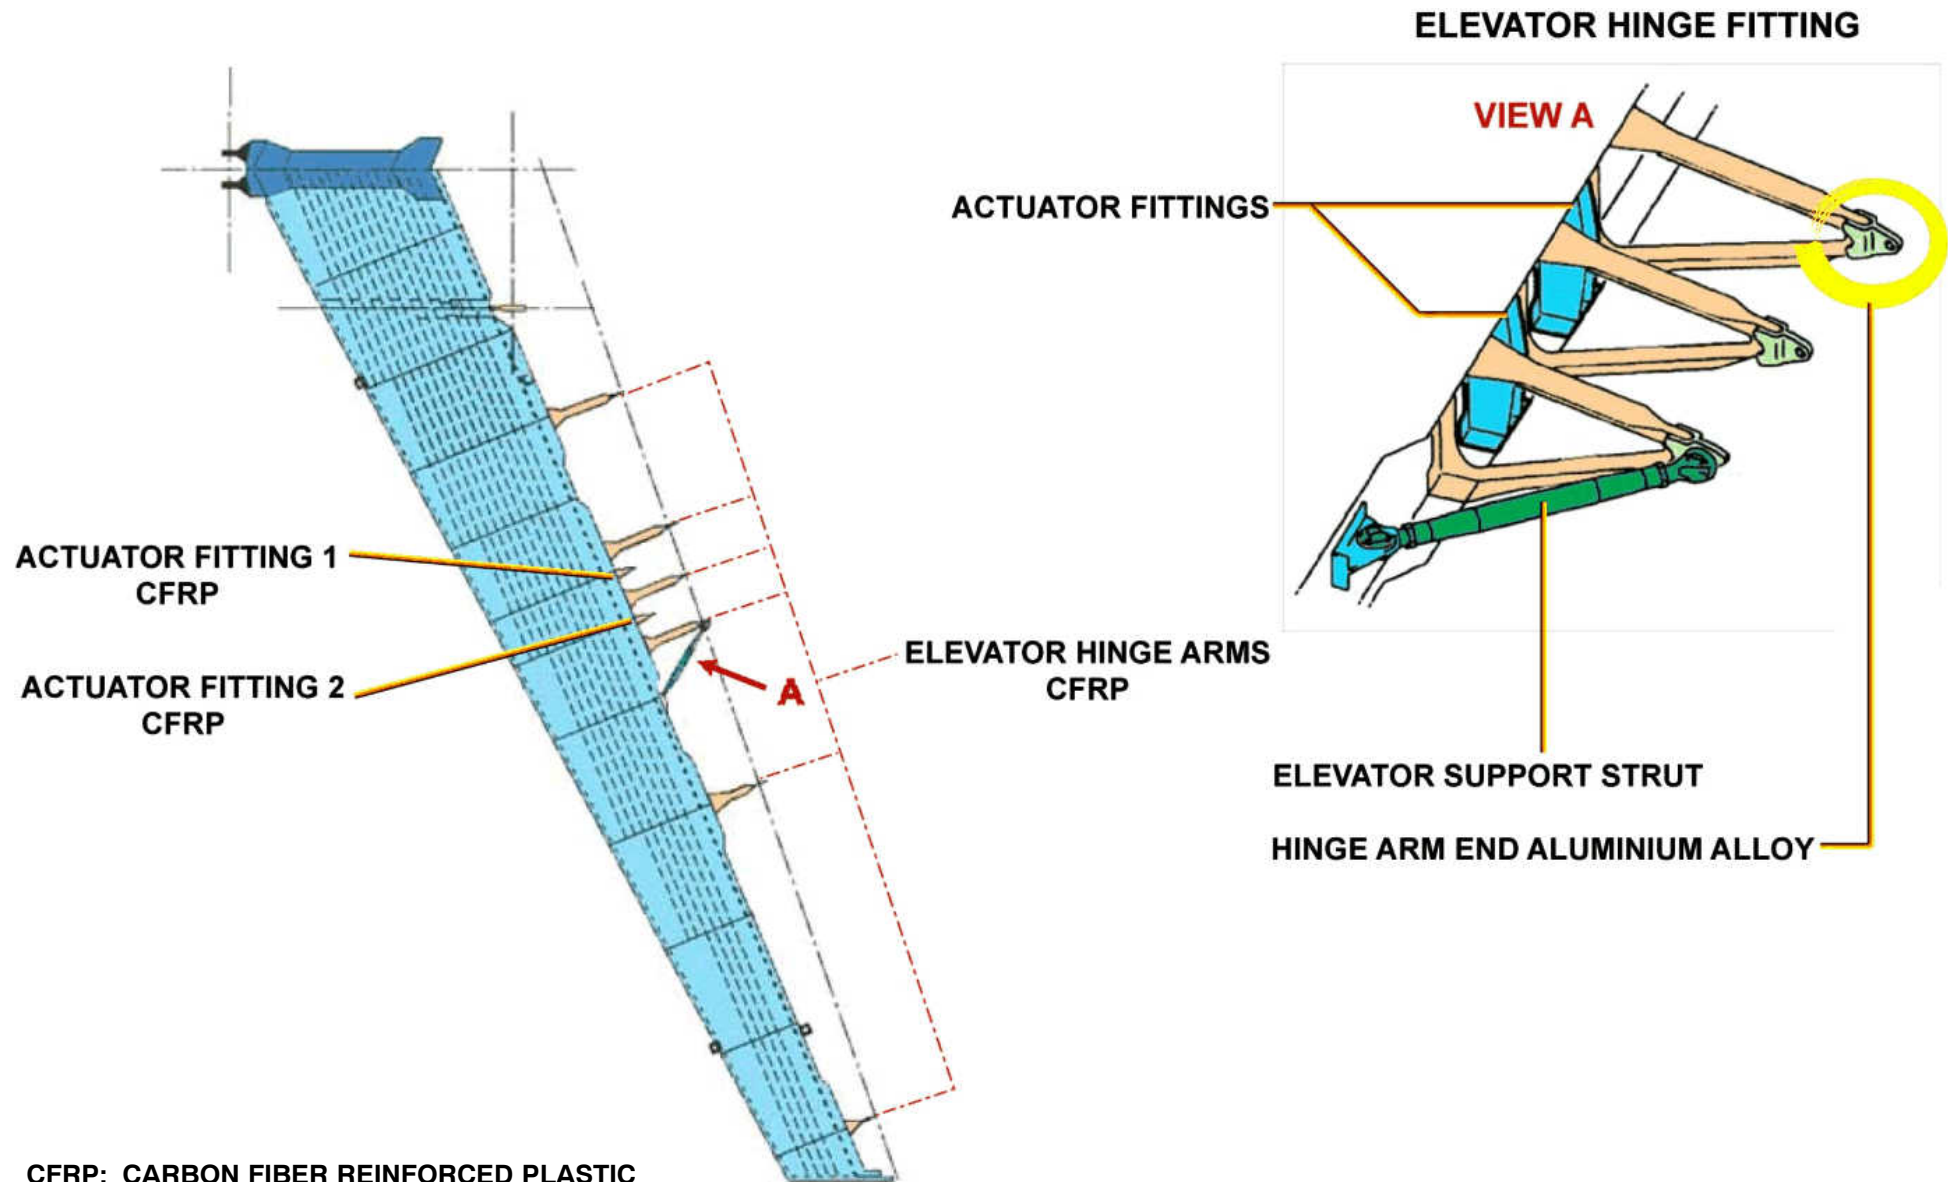 ELEVATOR HINGE FITTING
VIEW A
ACTUATOR FITTINGS
ACTUATOR FITTING 1
CFRP
ACTUATOR FITTING 2
CFRP
A
ELEVATOR HINGE ARMS
CFRP
ELEVATOR SUPPORT STRUT
HINGE ARM END ALUMINIUM ALLOY
CFRP: CARBON FIBER REINFORCED PLASTIC